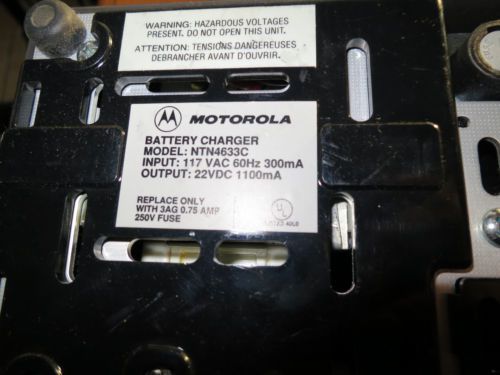 WARNING: HAZARDOUS VOLTAGES
PRESENT. DO NOT OPEN THIS UNIT.
ATTENTION: TENSIONS DANGEREUSES
DEBRANCHER AVANT D'OUVRIR.
MOTOROLA
BATTERY CHARGER
MODEL: NTN4633C
INPUT: 117 VAC 60Hz 300mA
OUTPUT: 22VDC 1100mA
REPLACE ONLY
WITH 3AG 0.75 AMP
250V FUSE
UL